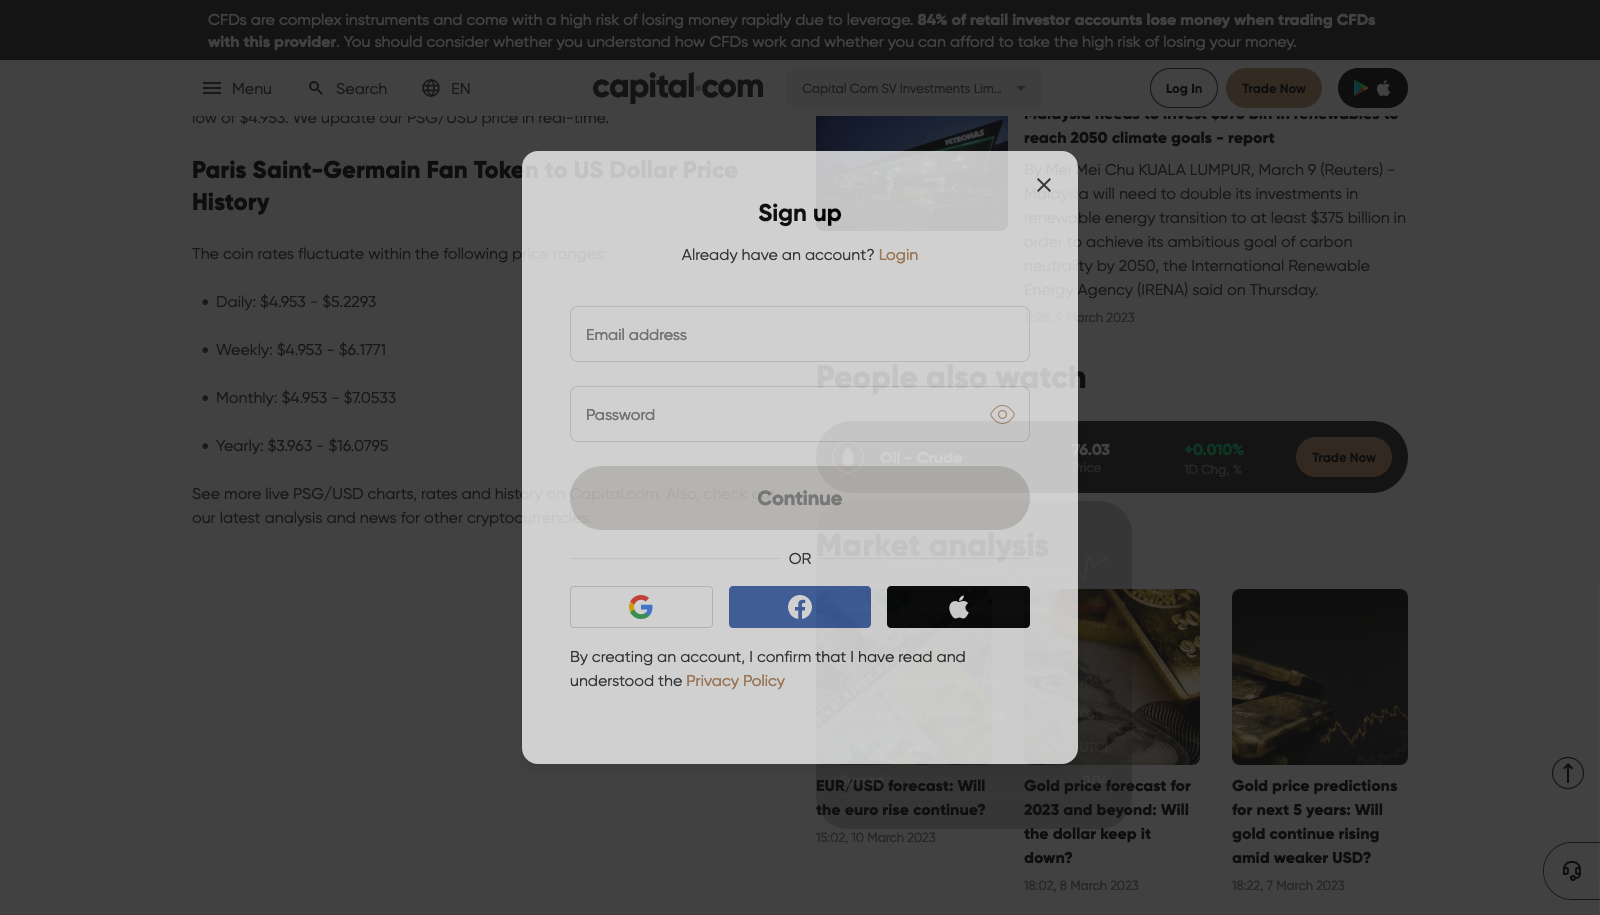 CFDs are complex instruments and come with a high risk of losing money rapidly due to leverage. 84% of retail investor accounts lose money when trading CFDs
with this provider. You should consider whether you understand how CFDs work and whether you can afford to take the high risk of losing your money.
Menu
Search
EN
capital.com
Capital Com SV Investments Lim...
Log In
Trade Now
low of $4.953. We update our PSG/USD price in real-time.
Paris Saint-Germain Fan Token to US Dollar Price
History
The coin rates fluctuate within the following price ranges:
Daily: $4.953 - $5.2293
Weekly: $4.953 - $6.1771
Monthly: $4.953 - $7.0533
Yearly: $3.963 - $16.0795
See more live PSG/USD charts, rates and history on Capital.com. Also, check
our latest analysis and news for other cryptocurrencies.
Sign up
Already have an account? Login
Email address
Password
Continue
OR
By creating an account, I confirm that I have read and
understood the Privacy Policy
PETRONAS
Malaysia needs to invest $375 bln in renewables to
reach 2050 climate goals - report
By Mei Mei Chu KUALA LUMPUR, March 9 (Reuters) -
Malaysia will need to double its investments in
renewable energy transition to at least $375 billion in
order to achieve its ambitious goal of carbon
neutrality by 2050, the International Renewable
Energy Agency (IRENA) said on Thursday.
11:28, 9 March 2023
People also watch
Oil - Crude
76.03
Price
+0.010%
1D Chg, %
Trade Now
Market analysis
EUR/USD forecast: Will
the euro rise continue?
15:02, 10 March 2023
Gold price forecast for
2023 and beyond: Will
the dollar keep it
down?
18:02, 8 March 2023
Gold price predictions
for next 5 years: Will
gold continue rising
amid weaker USD?
18:22, 7 March 2023